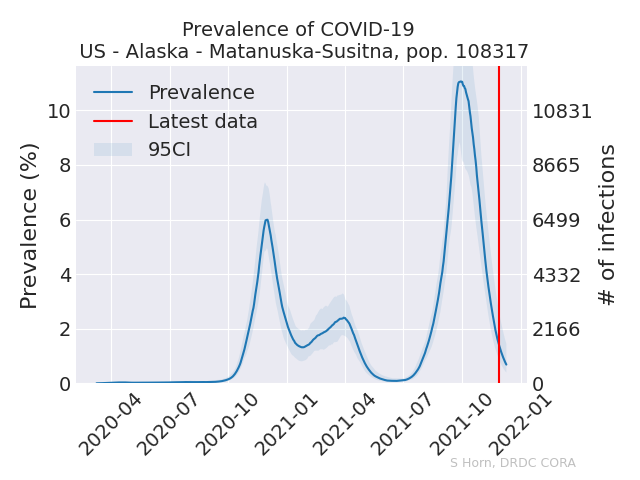 Prevalence of COVID-19
US - Alaska - Matanuska-Susitna, pop. 108317
Prevalence
Latest data
95CI
Prevalence (%)
10
8
6
4
2
0
10831
8665
6499
4332
2166
0
# of infections
2020-04
2020-07
2020-10
2021-01
2021-04
2021-07
2021-10
2022-01
S Horn, DRDC CORA